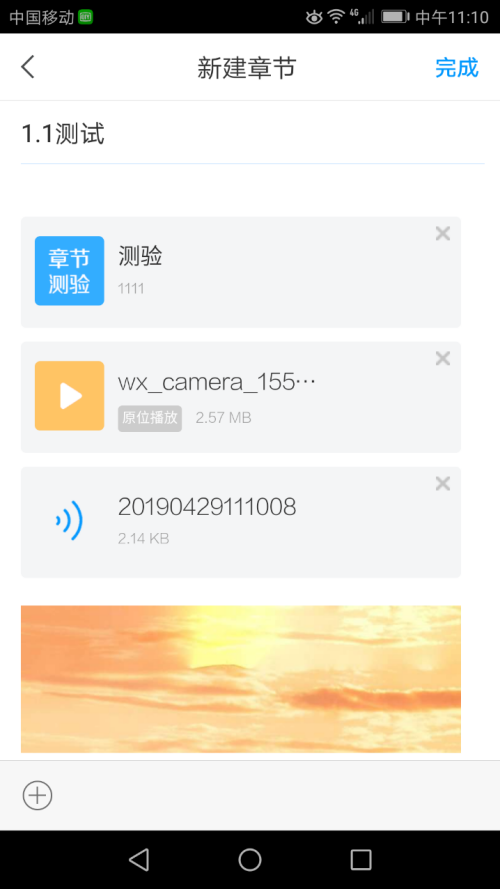 中国移动
4G
中午11:10
新建章节
完成
1.1测试
章节
测验
测验
1111
wx_camera_155…
原位播放
2.57 MB
20190429111008
2.14 KB